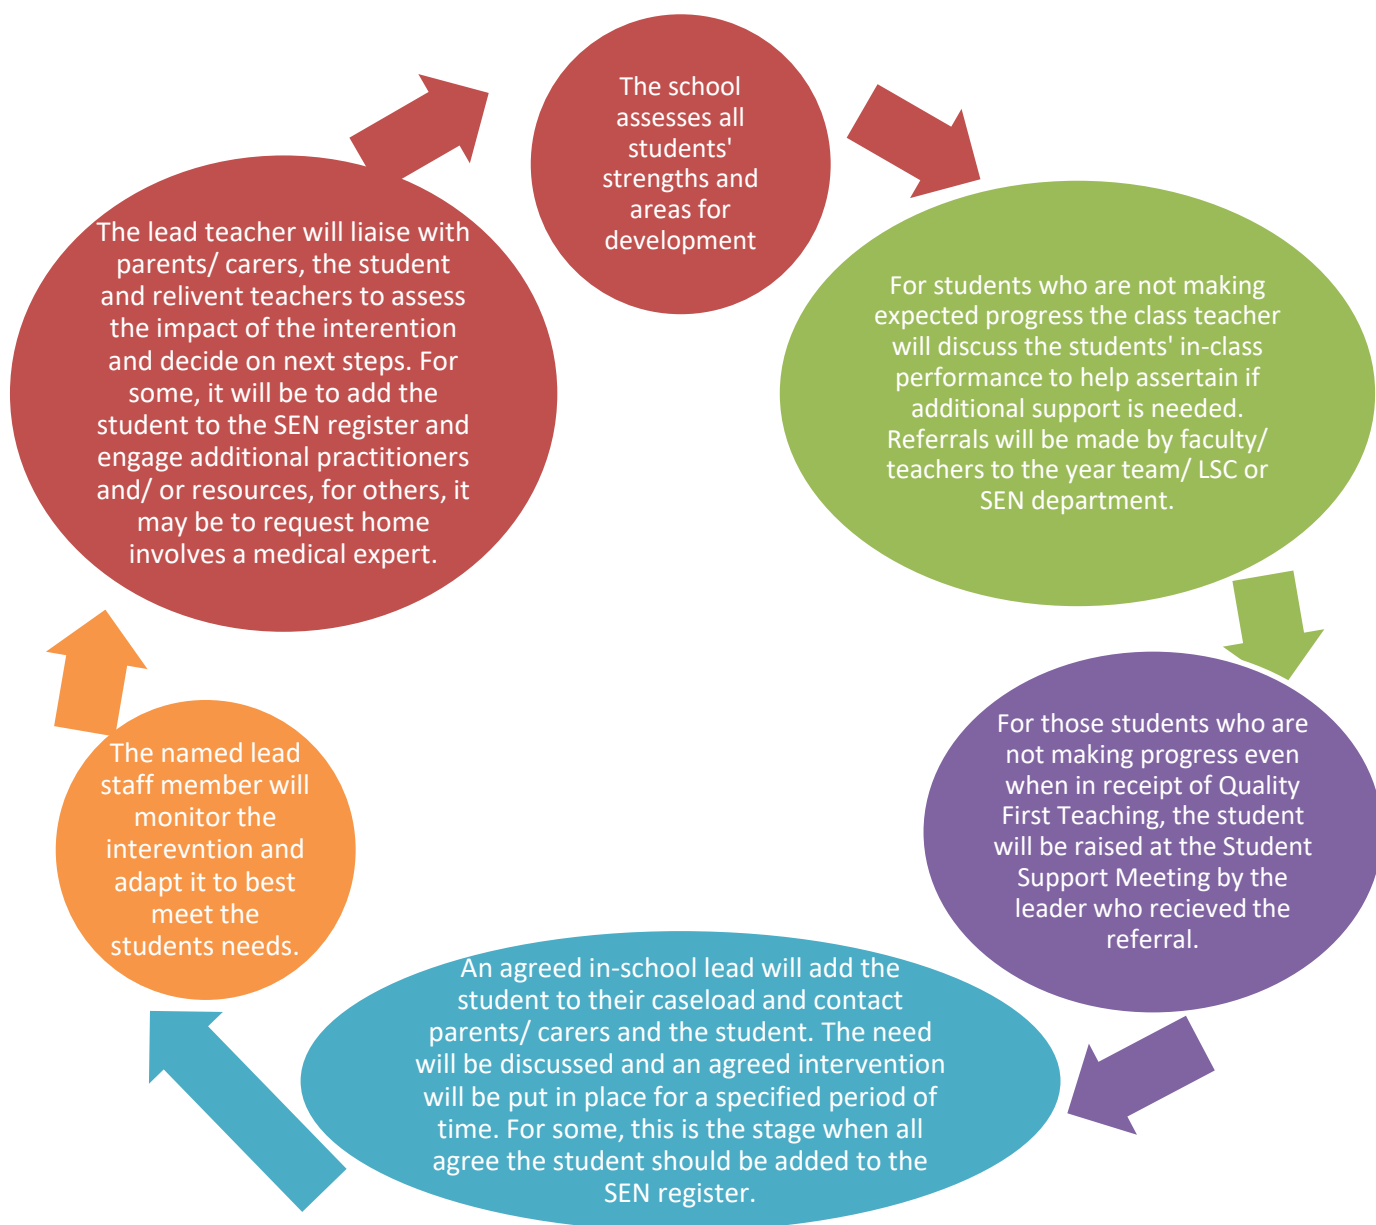 The school
assesses all
students'
strengths and
areas for
development
For students who are not making
expected progress the class teacher
will discuss the students' in-class
performance to help assertain if
additional support is needed.
Referrals will be made by faculty/
teachers to the year team/ LSC or
SEN department.
For those students who are
not making progress even
when in receipt of Quality
First Teaching, the student
will be raised at the Student
Support Meeting by the
leader who recieved the
referral.
An agreed in-school lead will add the
student to their caseload and contact
parents/ carers and the student. The need
will be discussed and an agreed intervention
will be put in place for a specified period of
time. For some, this is the stage when all
agree the student should be added to the
SEN register.
The named lead
staff member will
monitor the
interevntion and
adapt it to best
meet the
students needs.
The lead teacher will liaise with
parents/ carers, the student
and relivent teachers to assess
the impact of the interention
and decide on next steps. For
some, it will be to add the
student to the SEN register and
engage additional practitioners
and/ or resources, for others, it
may be to request home
involves a medical expert.